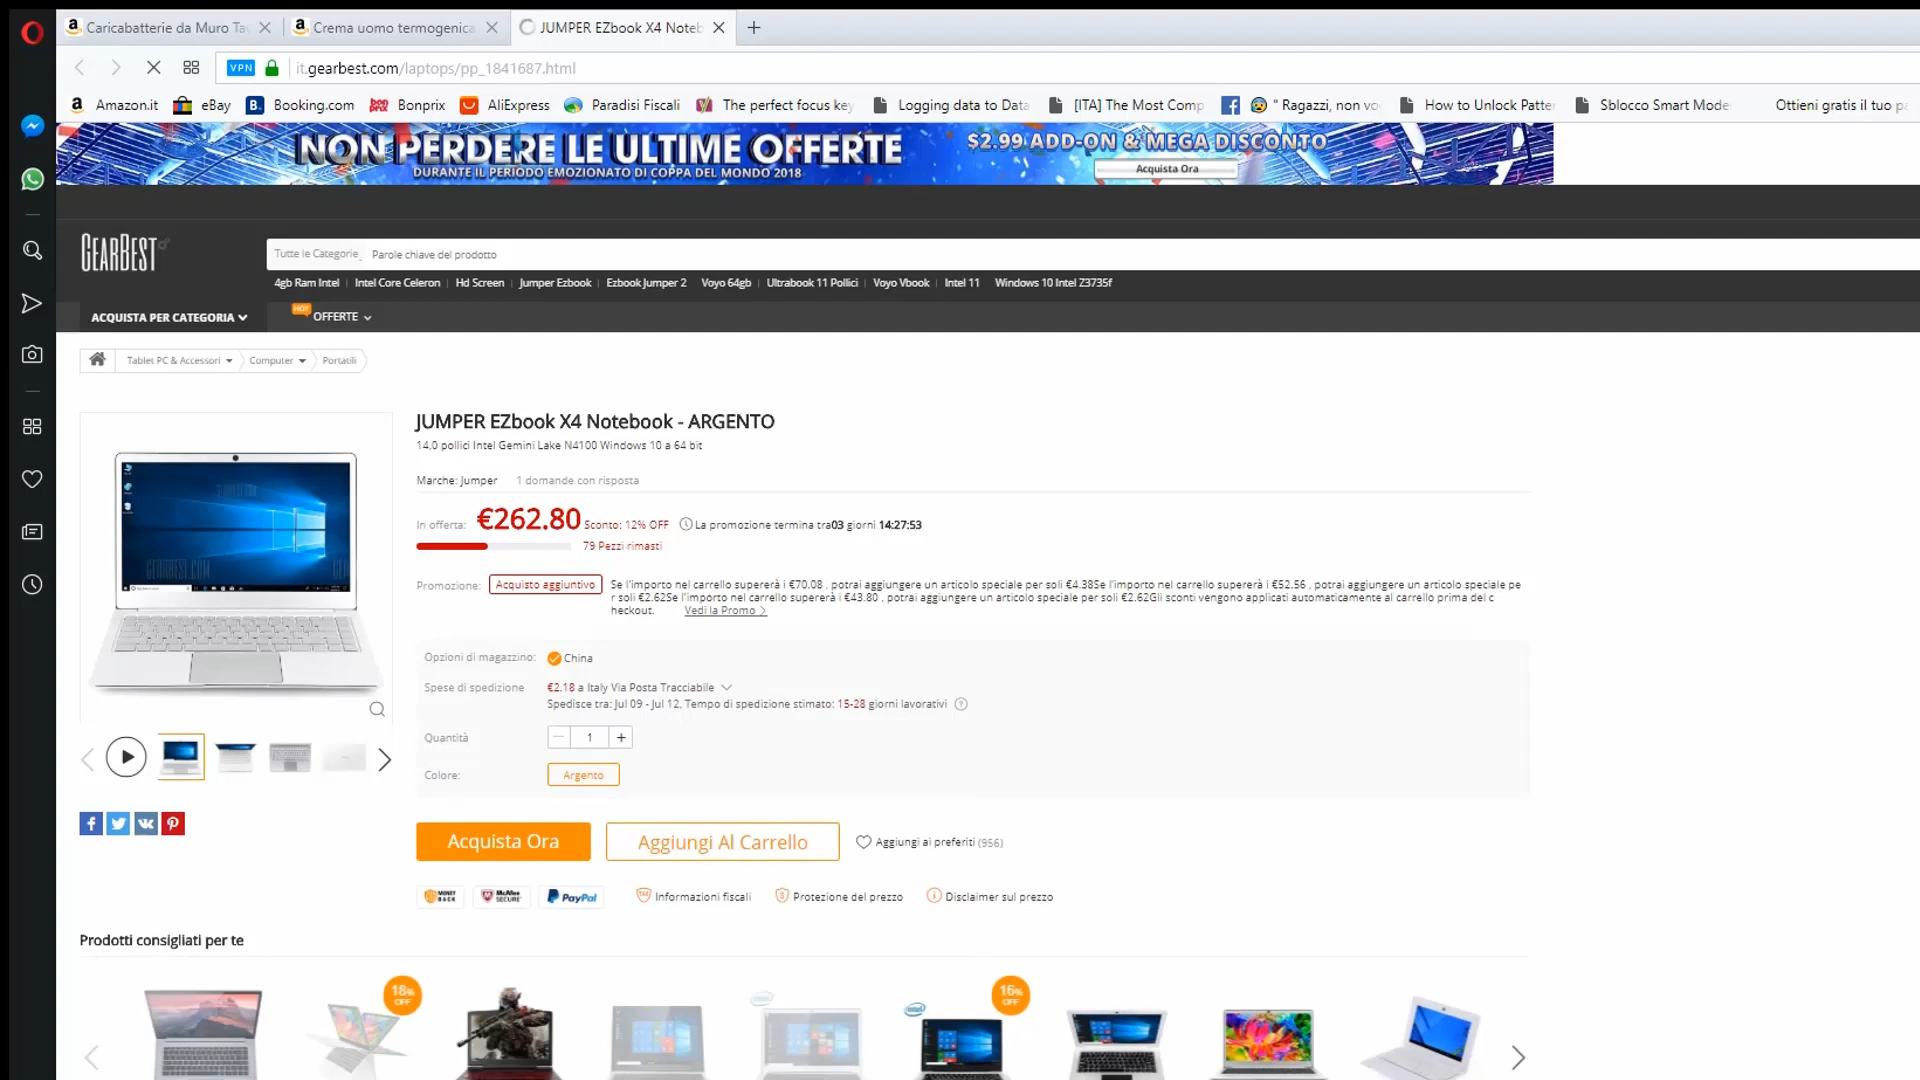 Caricabatterie da Muro Ta
Crema uomo termogenica
JUMPER EZbook X4 Noteb
VPN
it.gearbest.com/laptops/pp_1841687.html
Amazon.it
eBay
Booking.com
bon prix
Bonprix
AliExpress
Paradisi Fiscali
The perfect focus key
Logging data to Data
[ITA] The Most Comp
" Ragazzi, non vo
How to Unlock Patter
Sblocco Smart Mode
Ottieni gratis il tuo pa
NON PERDERE LE ULTIME OFFERTE
DURANTE IL PERIODO EMOZIONATO DI COPPA DEL MONDO 2018
$2.99 ADD-ON & MEGA DISCONTO
Acquista Ora
GEARBEST
Tutte le Categorie
Parole chiave del prodotto
4gb Ram Intel | Intel Core Celeron | Hd Screen | Jumper Ezbook | Ezbook Jumper 2 Voyo 64gb | Ultrabook 11 Pollici | Voyo Vbook | Intel 11 Windows 10 Intel Z3735f
ACQUISTA PER CATEGORIA
HOT
OFFERTE
Tablet PC & Accessori
Computer
Portatili
JUMPER EZbook X4 Notebook - ARGENTO
14,0 pollici Intel Gemini Lake N4100 Windows 10 a 64 bit
Marche: Jumper
1 domande con risposta
In offerta: €262.80 Sconto: 12% OFF La promozione termina tra03 giorni 14:27:53
79 Pezzi rimasti
Promozione: Acquisto aggiuntivo
Se l'importo nel carrello supererà i €70.08 , potrai aggiungere un articolo speciale per soli €4.38Se l'importo nel carrello supererà i €52.56 , potrai aggiungere un articolo speciale pe
r soli €2.62Se l'importo nel carrello supererà i €43.80 , potrai aggiungere un articolo speciale per soli €2.62Gli sconti vengono applicati automaticamente al carrello prima del c
heckout. Vedi la Promo >
Opzioni di magazzino: China
Spese di spedizione €2.18 a Italy Via Posta Tracciabile
Spedisce tra: Jul 09 - Jul 12, Tempo di spedizione stimato: 15-28 giorni lavorativi
Quantità — 1 +
Colore: Argento
Acquista Ora
Aggiungi Al Carrello
Aggiungi ai preferiti (956)
MONEY BACK
McAfee SECURE
PayPal
Informazioni fiscali
Protezione del prezzo
Disclaimer sul prezzo
Prodotti consigliati per te
18% OFF
16% OFF